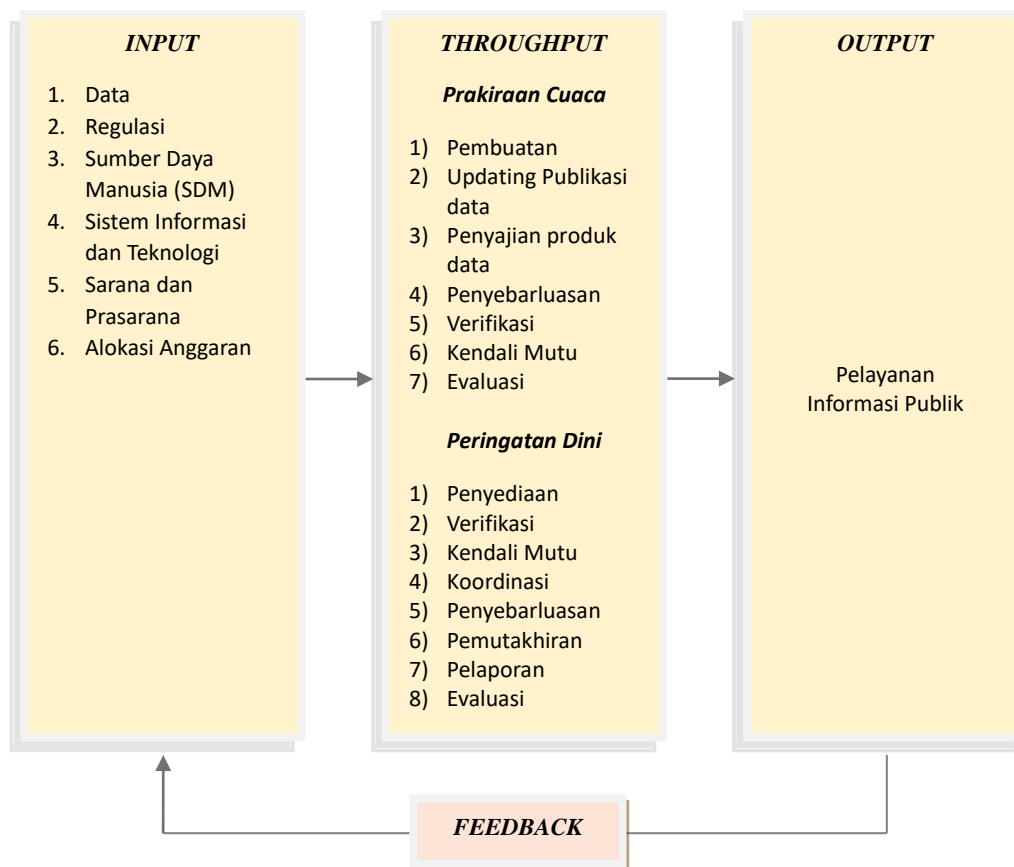 INPUT
1. Data
2. Regulasi
3. Sumber Daya
Manusia (SDM)
4. Sistem Informasi
dan Teknologi
5. Sarana dan
Prasarana
6. Alokasi Anggaran
THROUGHPUT
Prakiraan Cuaca
1) Pembuatan
2) Updating Publikasi
data
3) Penyajian produk
data
4) Penyebarluasan
5) Verifikasi
6) Kendali Mutu
7) Evaluasi
Peringatan Dini
1) Penyediaan
2) Verifikasi
3) Kendali Mutu
4) Koordinasi
5) Penyebarluasan
6) Pemutakhiran
7) Pelaporan
8) Evaluasi
OUTPUT
Pelayanan
Informasi Publik
FEEDBACK